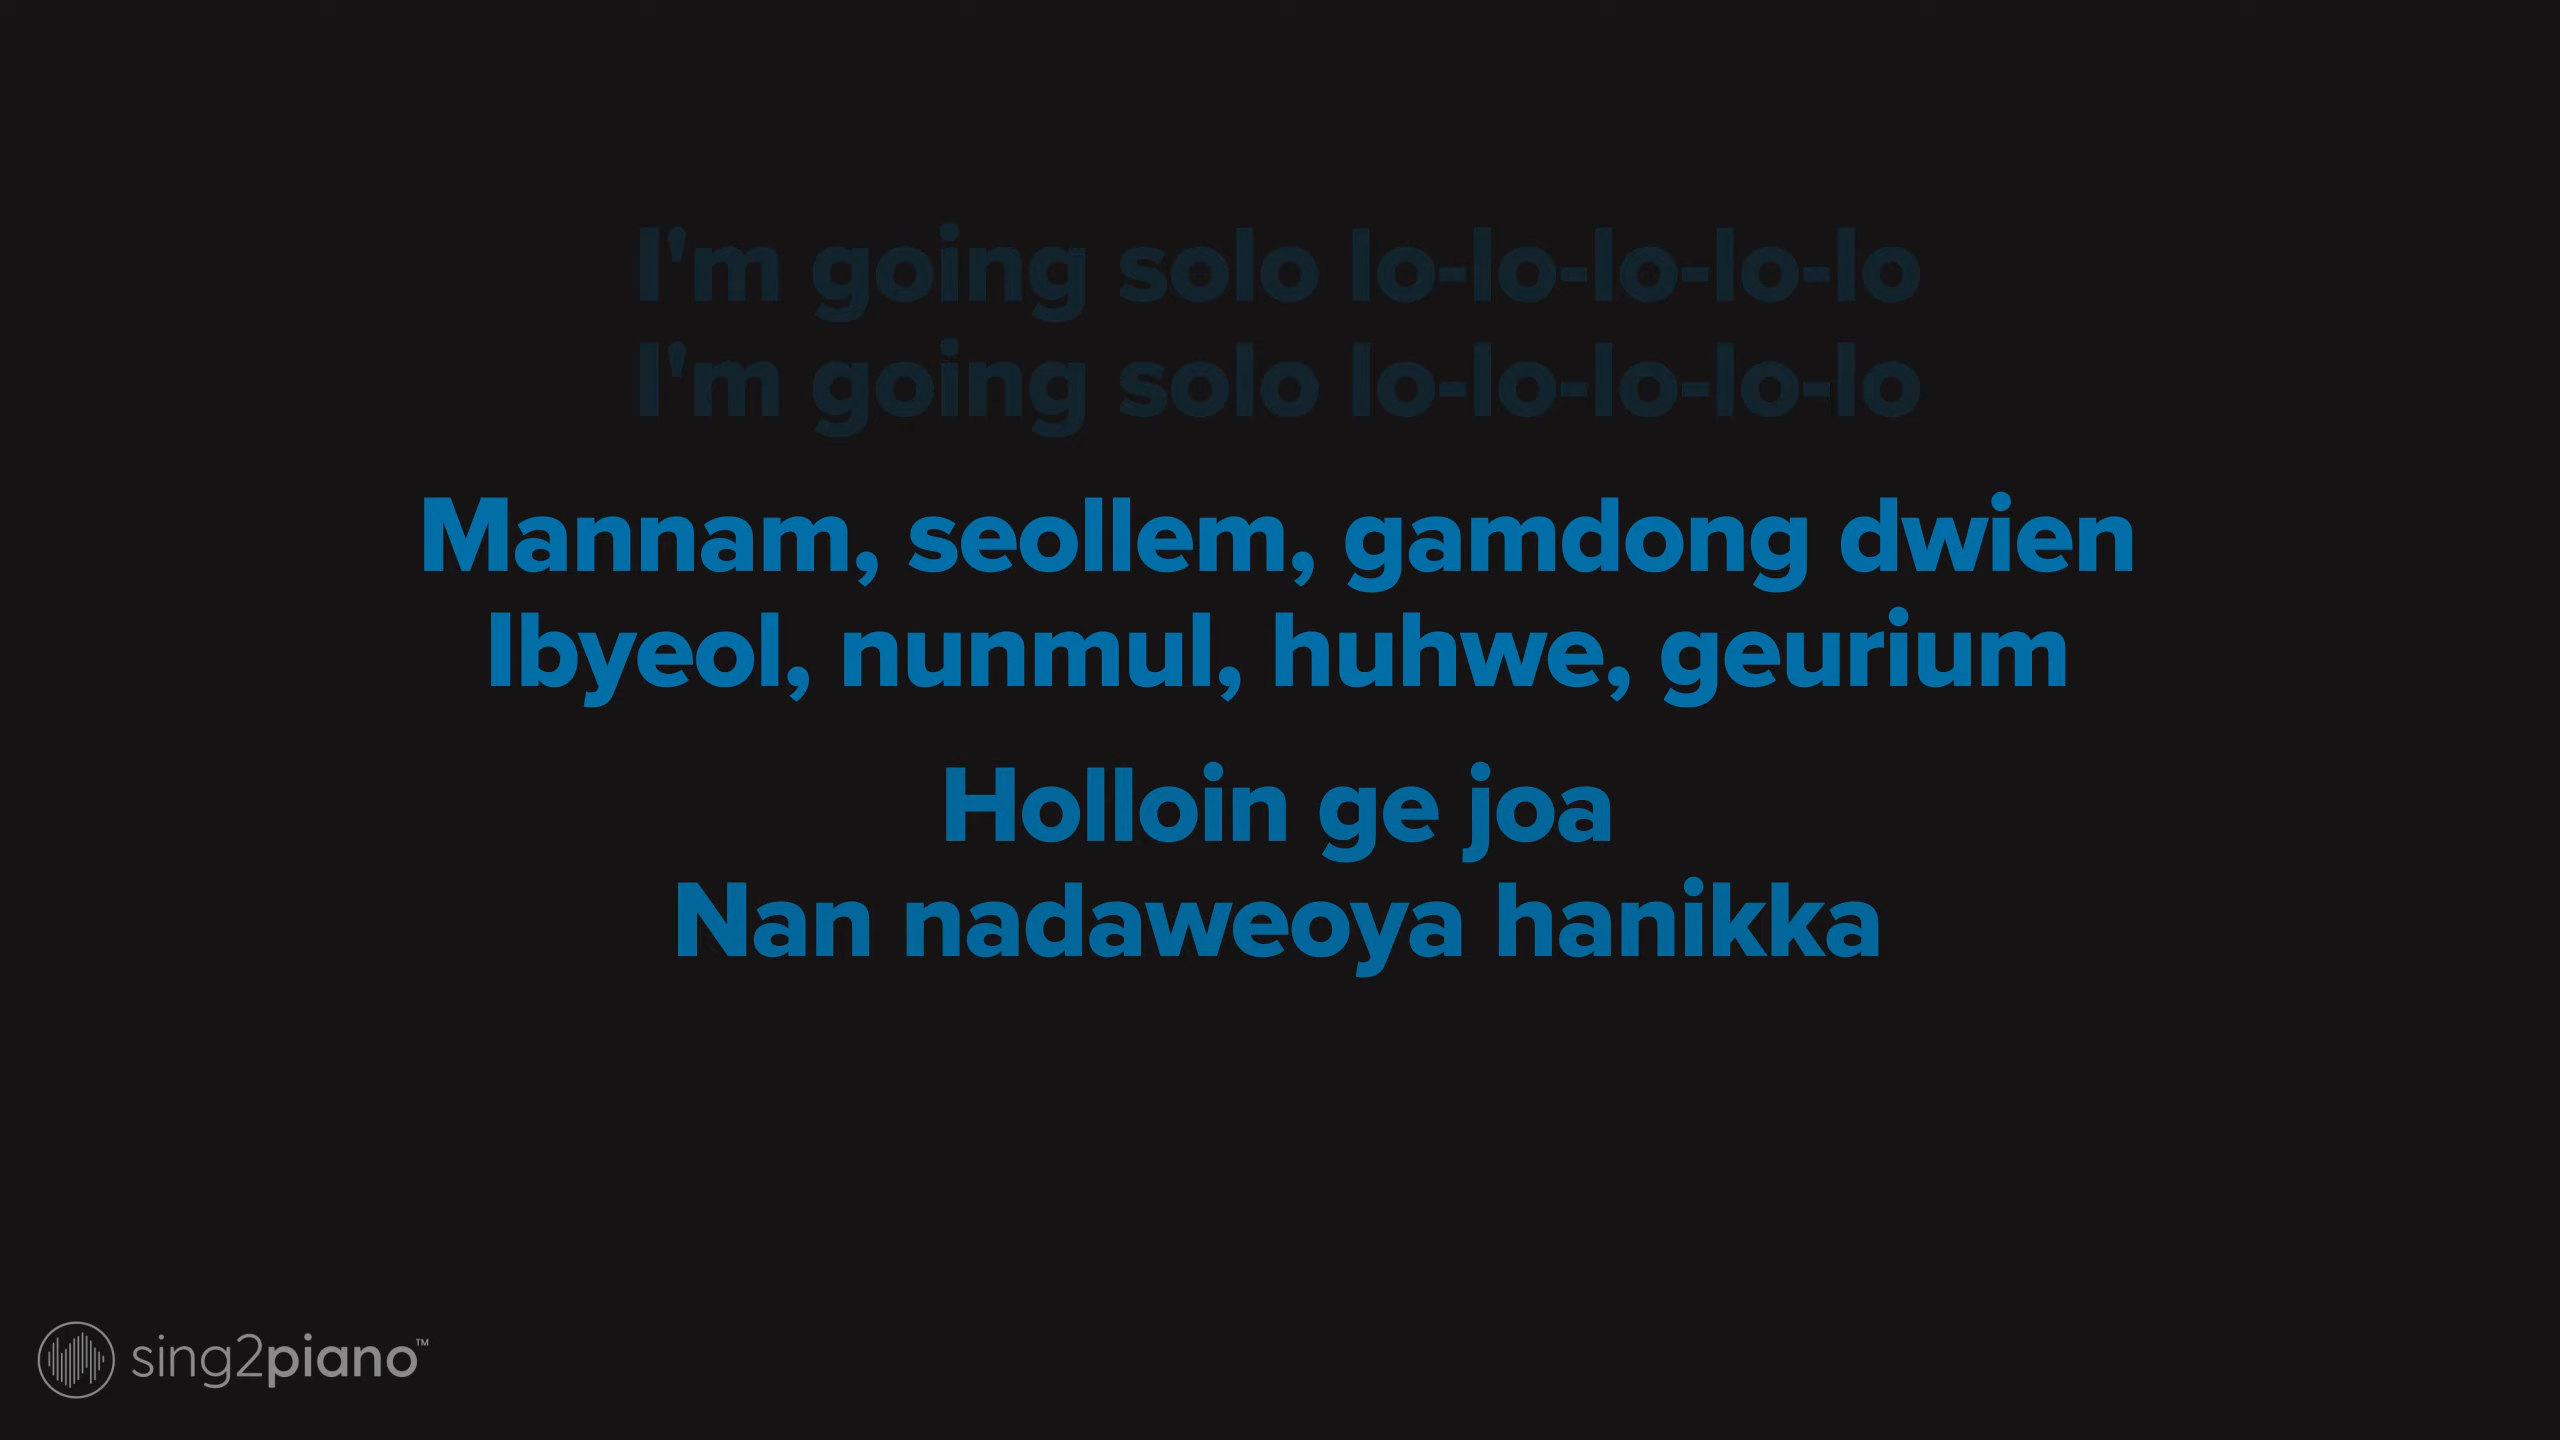 I'm going solo lo-lo-lo-lo-lo
I'm going solo lo-lo-lo-lo-lo
Mannam, seollem, gamdong dwien
Ibyeol, nunmul, huhwe, geurium
Holloin ge joa
Nan nadaweoya hanikka
sing2piano™